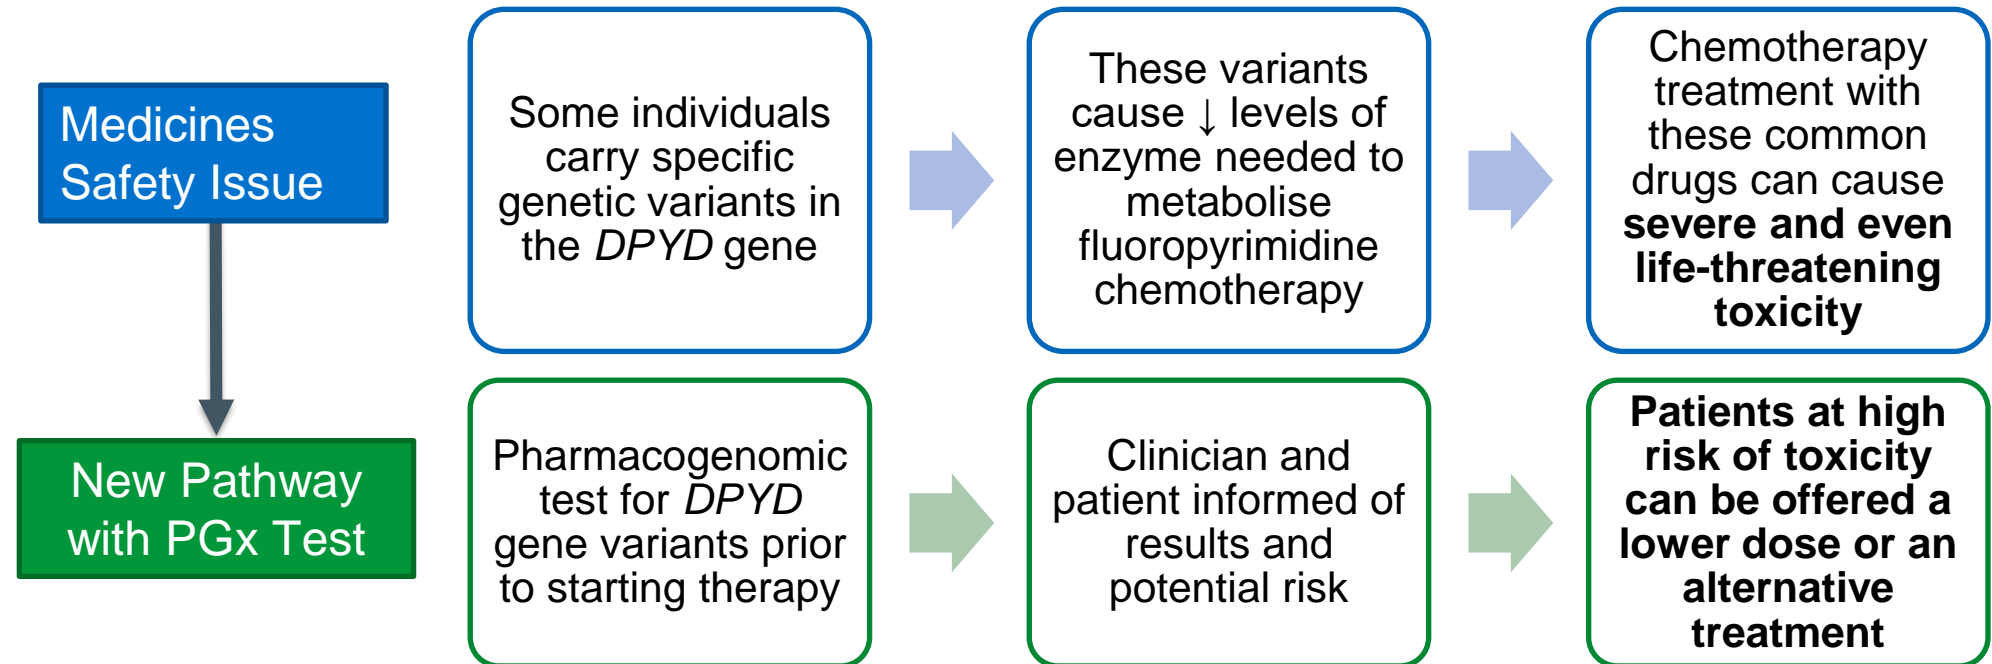 Medicines
Safety Issue
Some individuals
carry specific
genetic variants in
the DPYD gene
These variants
cause ↓ levels of
enzyme needed to
metabolise
fluoropyrimidine
chemotherapy
Chemotherapy
treatment with
these common
drugs can cause
severe and even
life-threatening
toxicity
New Pathway
with PGx Test
Pharmacogenomic
test for DPYD
gene variants prior
to starting therapy
Clinician and
patient informed of
results and
potential risk
Patients at high
risk of toxicity
can be offered a
lower dose or an
alternative
treatment